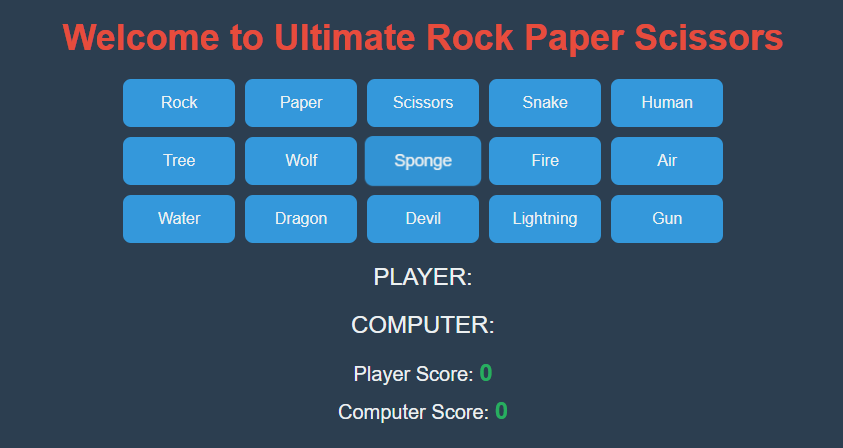 Welcome to Ultimate Rock Paper Scissors
Rock Paper Scissors Snake Human
Tree Wolf Sponge Fire Air
Water Dragon Devil Lightning Gun
PLAYER:
COMPUTER:
Player Score: 0
Computer Score: 0